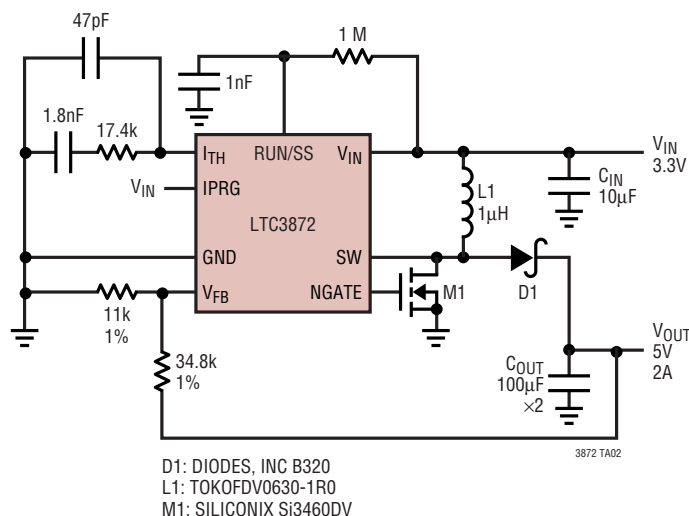 47pF
1 M
1nF
1.8nF
17.4k
ITH
RUN/SS
VIN
VIN
3.3V
CIN
10µF
VIN
IPRG
L1
1µH
LTC3872
GND
SW
VFB
NGATE
M1
D1
11k
1%
34.8k
1%
VOUT
5V
2A
COUT
100µF
×2
3872 TA02
D1: DIODES, INC B320
L1: TOKOFDV0630-1R0
M1: SILICONIX Si3460DV